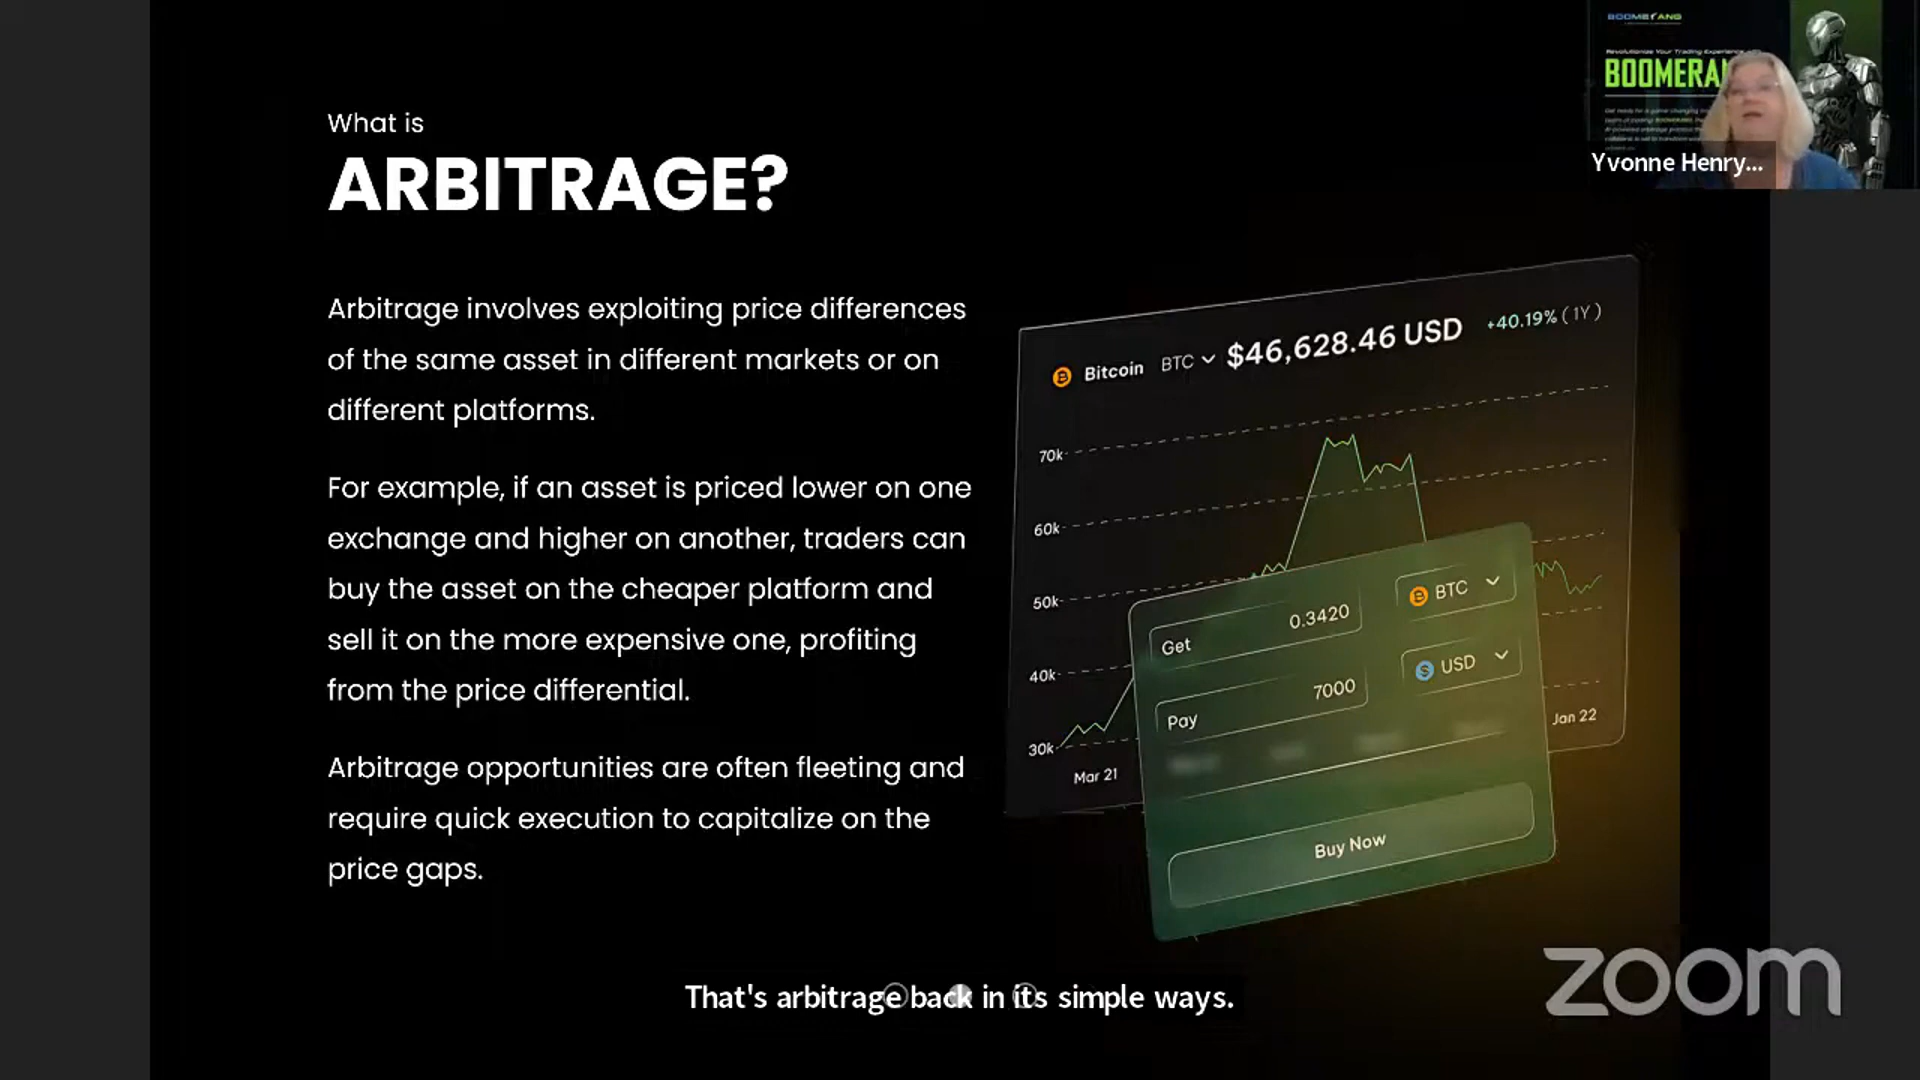 BOOMERANG
Revolutionize Your Trading Experience
BOOMERA
Yvonne Henry...
What is
ARBITRAGE?
Arbitrage involves exploiting price differences
of the same asset in different markets or on
different platforms.
For example, if an asset is priced lower on one
exchange and higher on another, traders can
buy the asset on the cheaper platform and
sell it on the more expensive one, profiting
from the price differential.
Arbitrage opportunities are often fleeting and
require quick execution to capitalize on the
price gaps.
Bitcoin BTC $46,628.46 USD +40.19% (1Y)
70k
60k
50k
40k
30k
Mar 21
Jan 22
Get 0.3420 BTC
Pay 7000 USD
Buy Now
That's arbitrage back in its simple ways.
zoom